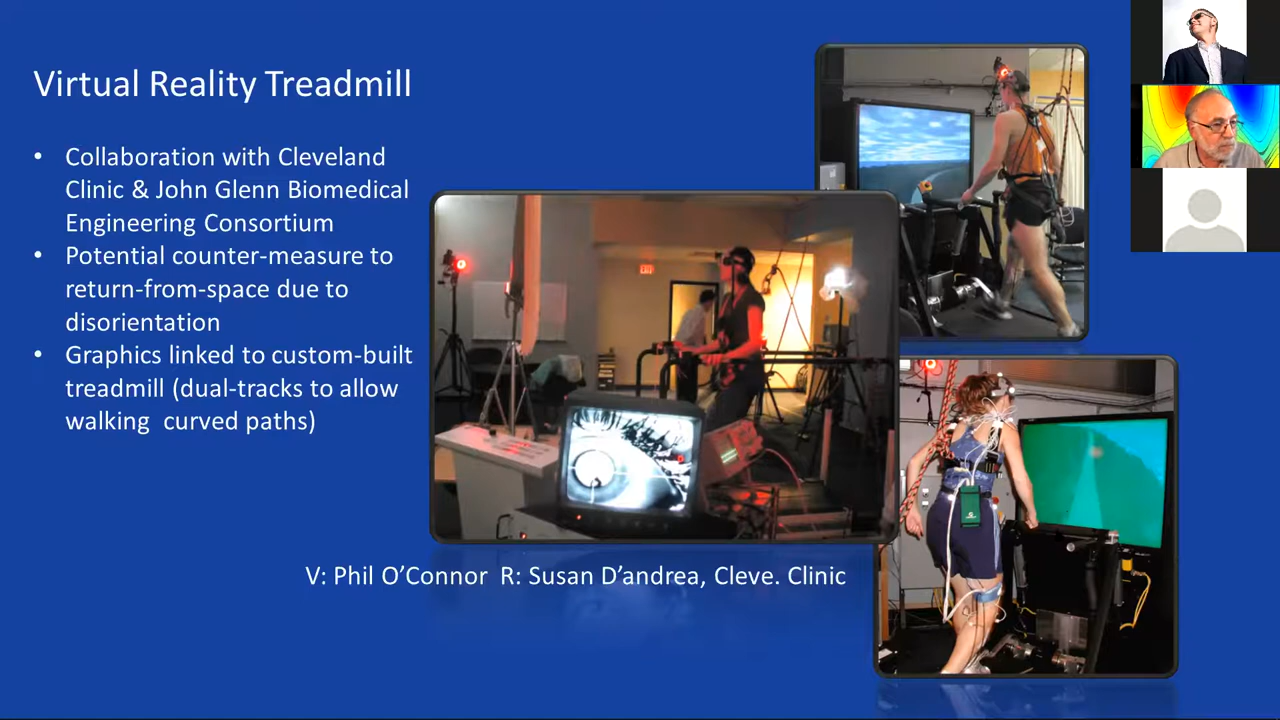 Virtual Reality Treadmill
• Collaboration with Cleveland
Clinic & John Glenn Biomedical
Engineering Consortium
• Potential counter-measure to
return-from-space due to
disorientation
• Graphics linked to custom-built
treadmill (dual-tracks to allow
walking curved paths)
V: Phil O’Connor R: Susan D’andrea, Cleve. Clinic